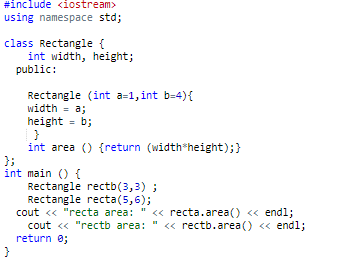 #include <iostream>
using namespace std;

class Rectangle {
    int width, height;
  public:

    Rectangle (int a=1,int b=4){
    width = a;
    height = b;
     }
    int area () {return (width*height);}
};
int main () {
    Rectangle rectb(3,3) ;
    Rectangle recta(5,6);
  cout << "recta area: " << recta.area() << endl;
    cout << "rectb area: " << rectb.area() << endl;
  return 0;
}